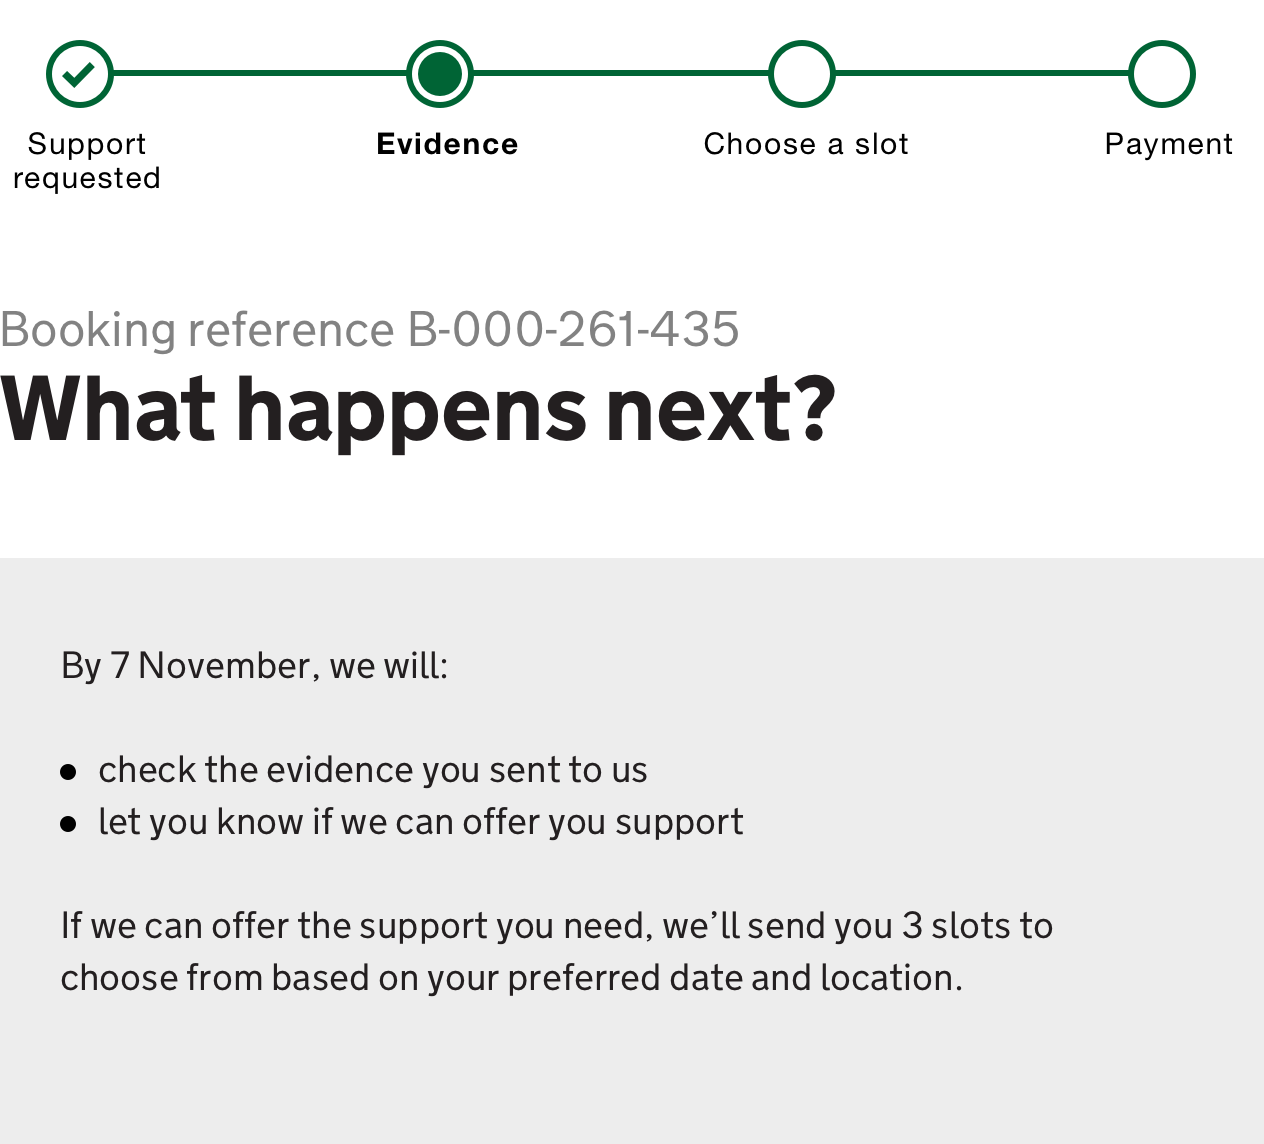 Support
requested
Evidence
Choose a slot
Payment
Booking reference B-000-261-435
What happens next?
By 7 November, we will:
• check the evidence you sent to us
• let you know if we can offer you support
If we can offer the support you need, we’ll send you 3 slots to
choose from based on your preferred date and location.